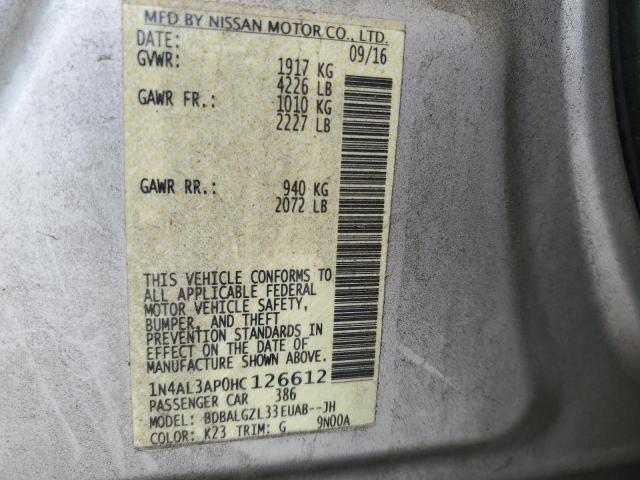 MFD BY NISSAN MOTOR CO., LTD.
DATE: 09/16
GVWR: 1917 KG
4226 LB
GAWR FR.: 1010 KG
2227 LB
GAWR RR.: 940 KG
2072 LB
THIS VEHICLE CONFORMS TO
ALL APPLICABLE FEDERAL
MOTOR VEHICLE SAFETY,
BUMPER, AND THEFT
PREVENTION STANDARDS IN
EFFECT ON THE DATE OF
MANUFACTURE SHOWN ABOVE.
1N4AL3AP0HC126612
PASSENGER CAR 386
BDBALGZL33EUAB--JH
COLOR: K23 TRIM: G 9N00A